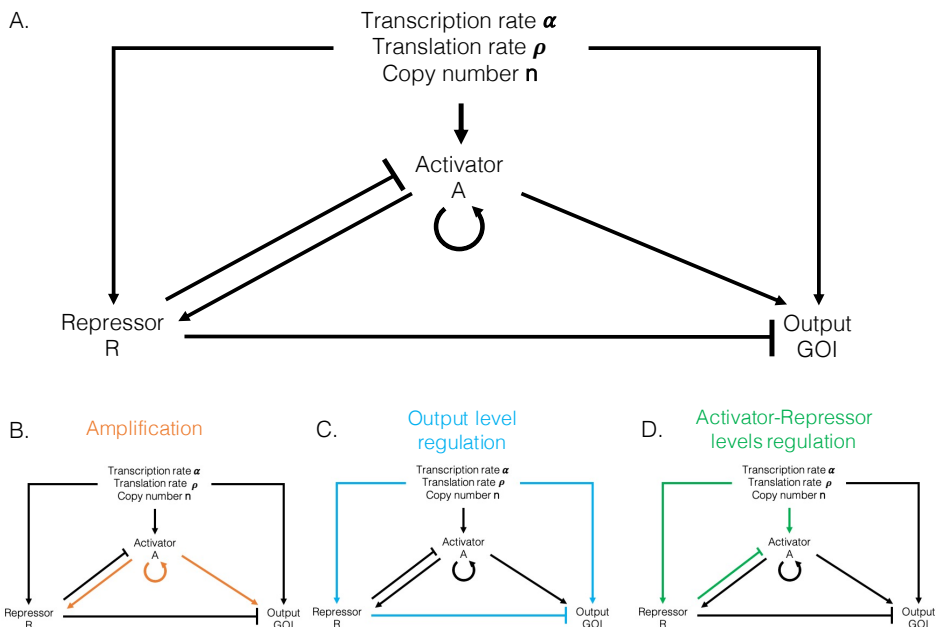 A.
Transcription rate α
Translation rate ρ
Copy number n
Activator
A
Repressor
R
Output
GOI
B.
Amplification
Transcription rate α
Translation rate ρ
Copy number n
Activator
A
Repressor
R
Output
GOI
C.
Output level
regulation
Transcription rate α
Translation rate ρ
Copy number n
Activator
A
Repressor
R
Output
GOI
D.
Activator-Repressor
levels regulation
Transcription rate α
Translation rate ρ
Copy number n
Activator
A
Repressor
R
Output
GOI